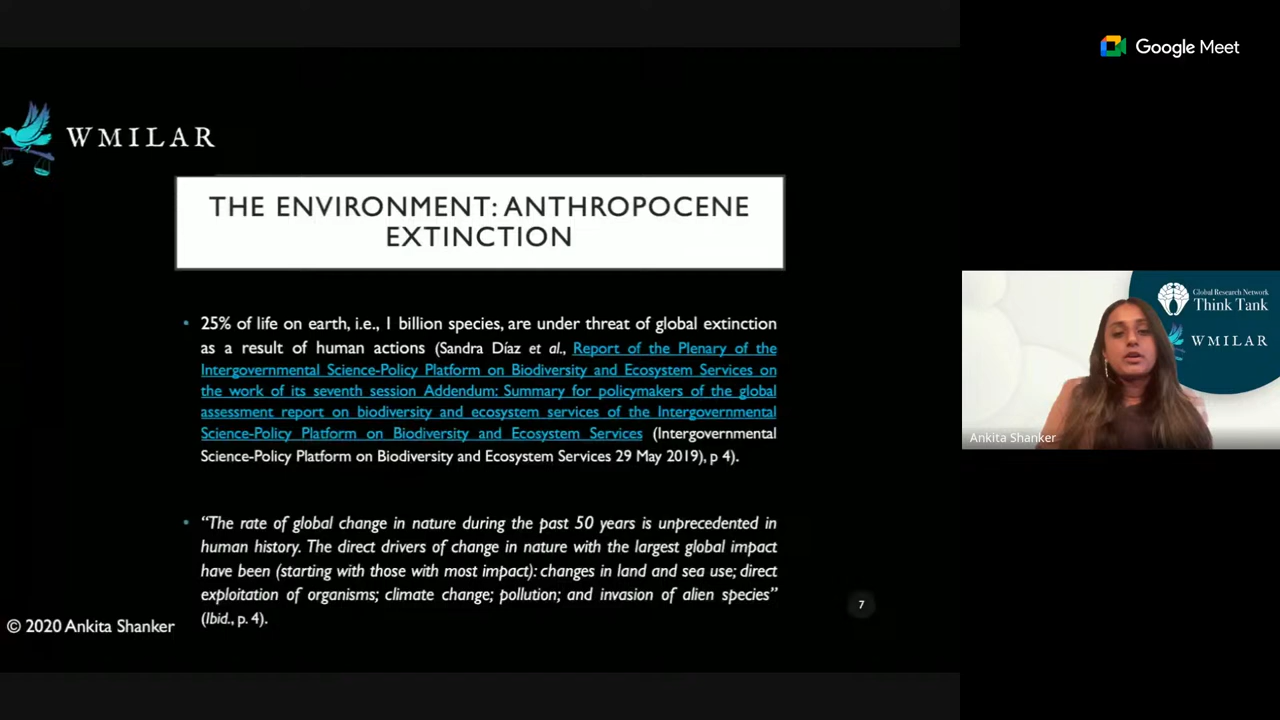 Google Meet
WMILAR
THE ENVIRONMENT: ANTHROPOCENE
EXTINCTION
• 25% of life on earth, i.e., 1 billion species, are under threat of global extinction
as a result of human actions (Sandra Díaz et al., Report of the Plenary of the
Intergovernmental Science-Policy Platform on Biodiversity and Ecosystem Services on
the work of its seventh session Addendum: Summary for policymakers of the global
assessment report on biodiversity and ecosystem services of the Intergovernmental
Science-Policy Platform on Biodiversity and Ecosystem Services (Intergovernmental
Science-Policy Platform on Biodiversity and Ecosystem Services 29 May 2019), p 4).
• “The rate of global change in nature during the past 50 years is unprecedented in
human history. The direct drivers of change in nature with the largest global impact
have been (starting with those with most impact): changes in land and sea use; direct
exploitation of organisms; climate change; pollution; and invasion of alien species”
(Ibid., p. 4).
7
© 2020 Ankita Shanker
Global Research Network
Think Tank
WMILAR
Ankita Shanker